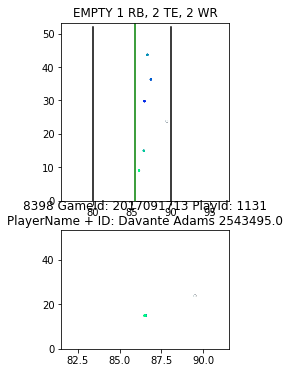 EMPTY 1 RB, 2 TE, 2 WR
50
40
30
20
10
0
80 85 90 95
8398 GameId: 2017091713 PlayId: 1131
PlayerName + ID: Davante Adams 2543495.0
40
20
0
82.5 85.0 87.5 90.0